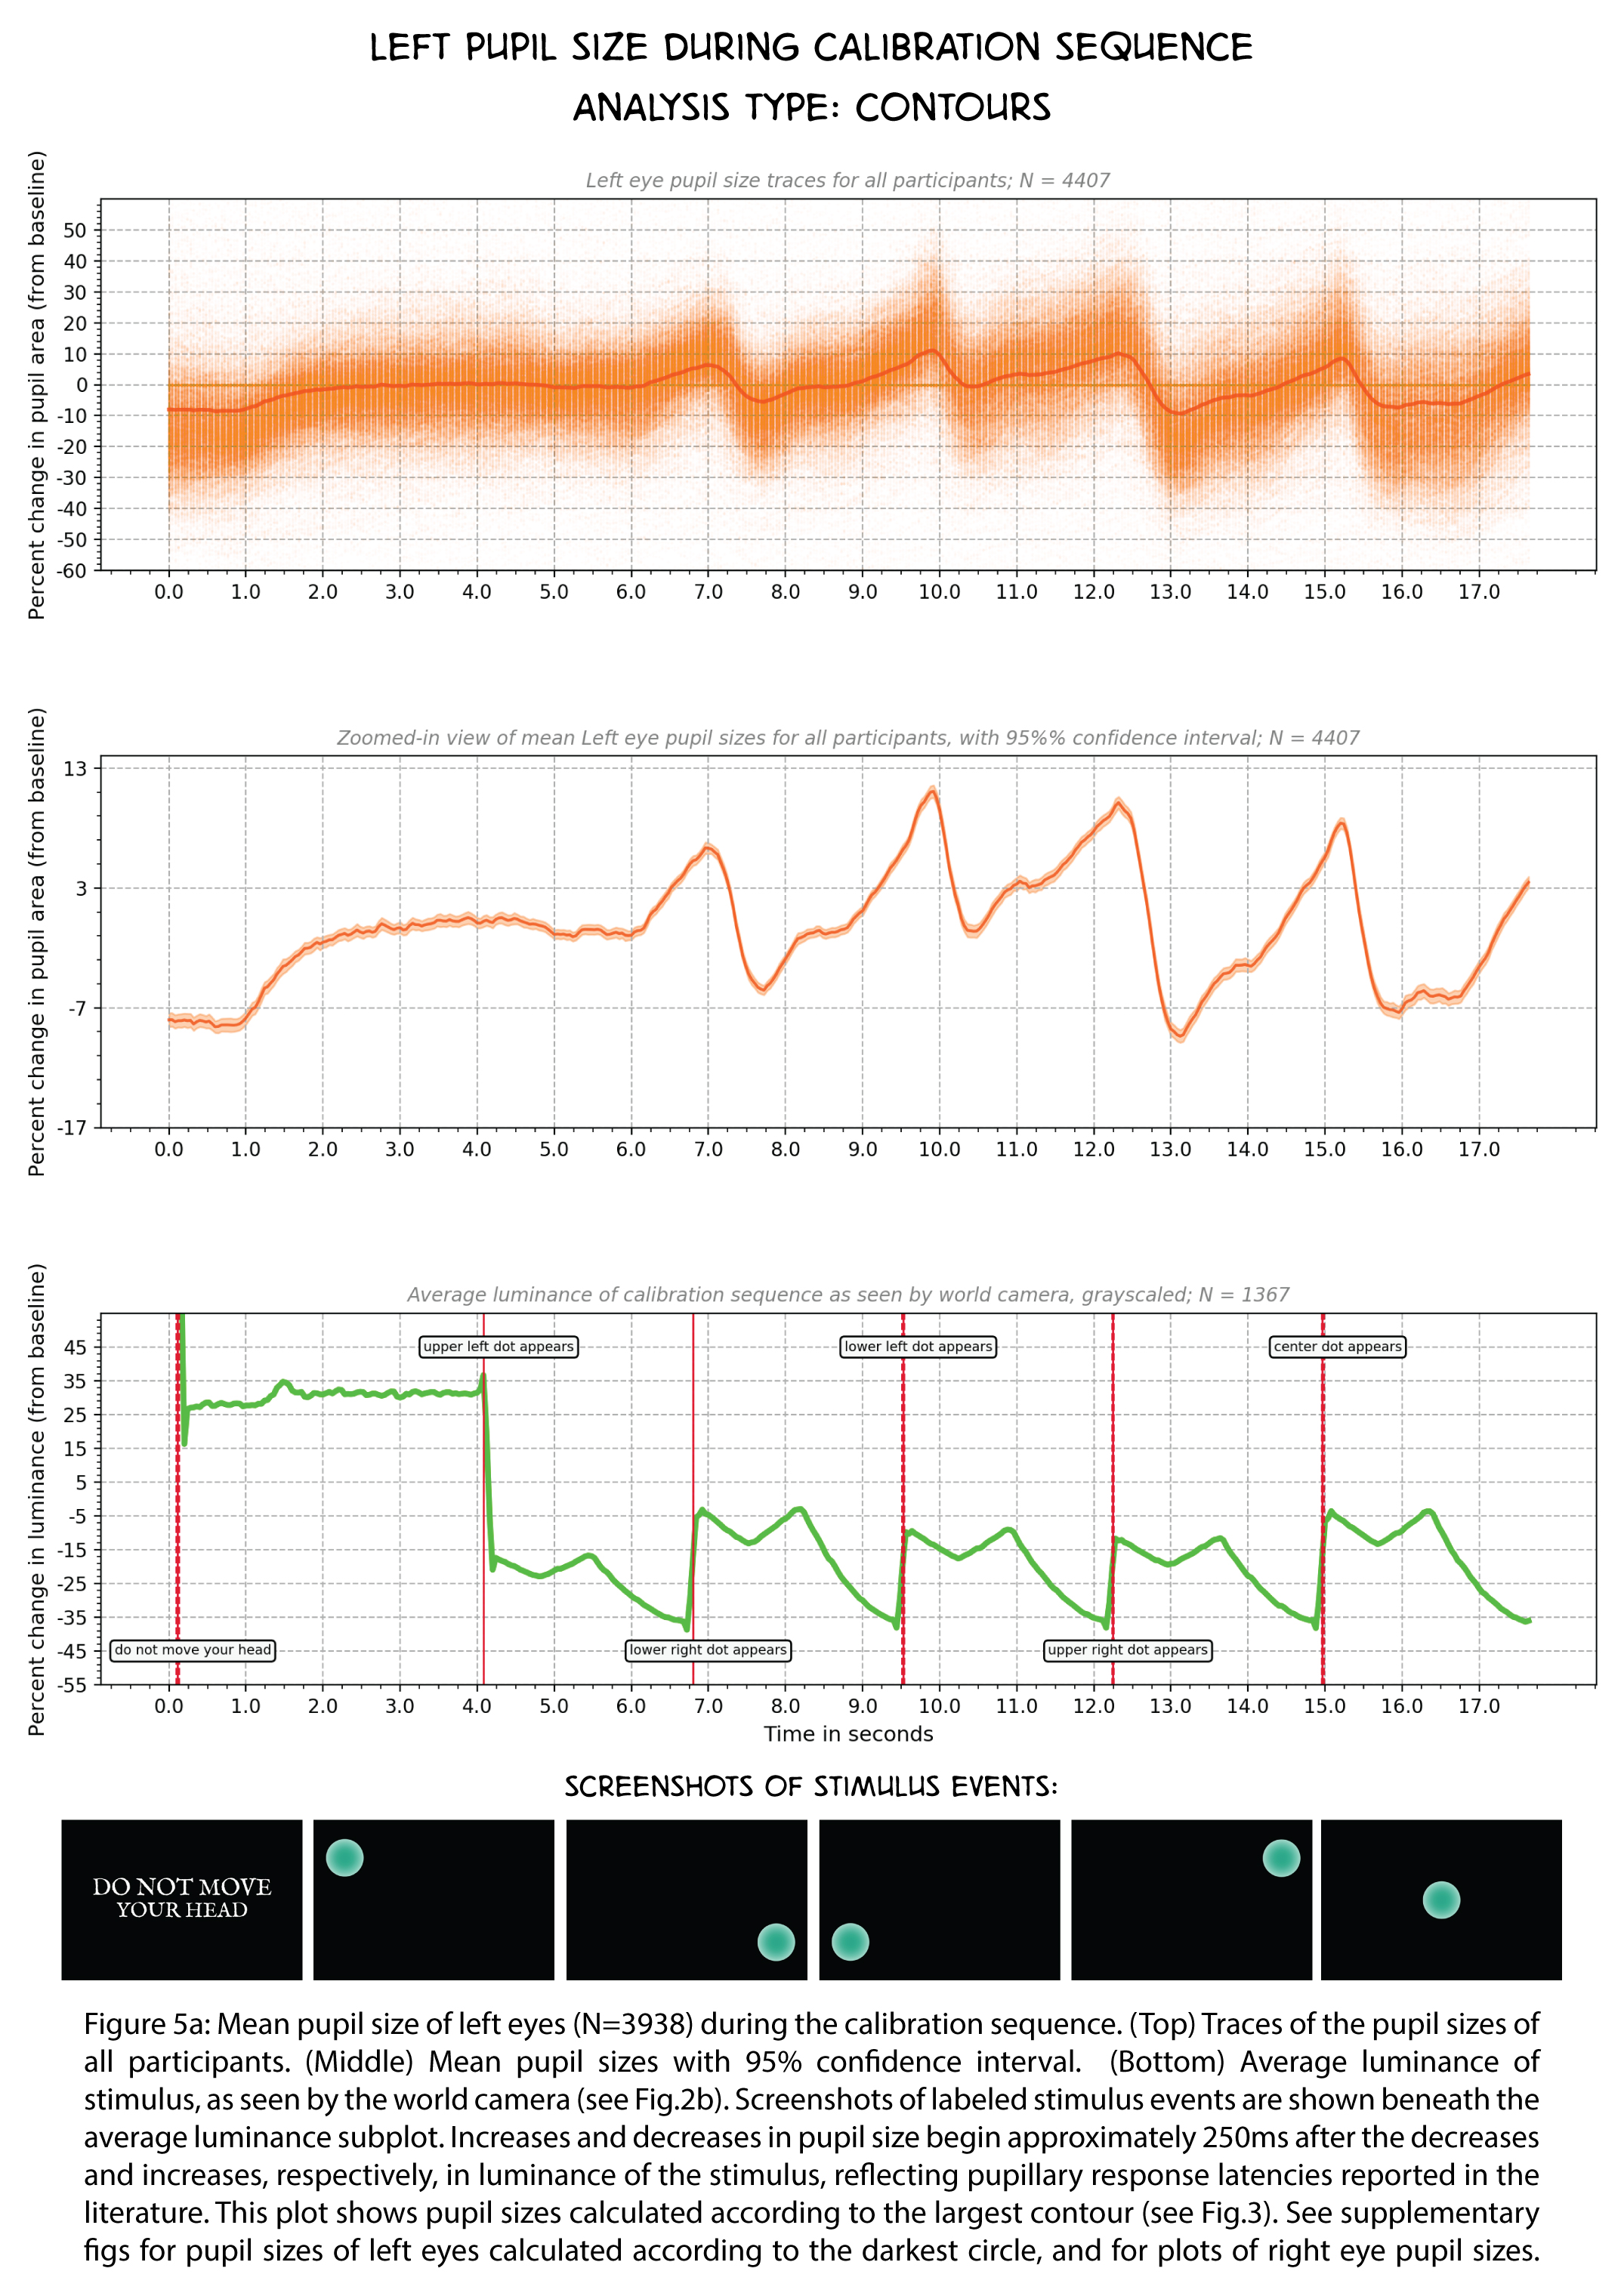 LEFT PUPIL SIZE DURING CALIBRATION SEQUENCE
ANALYSIS TYPE: CONTOURS
Left eye pupil size traces for all participants; N = 4407
Percent change in pupil area (from baseline)
50
40
30
20
10
0
-10
-20
-30
-40
-50
-60
0.0 1.0 2.0 3.0 4.0 5.0 6.0 7.0 8.0 9.0 10.0 11.0 12.0 13.0 14.0 15.0 16.0 17.0
Zoomed-in view of mean Left eye pupil sizes for all participants, with 95%% confidence interval; N = 4407
Percent change in pupil area (from baseline)
13
3
-7
-17
0.0 1.0 2.0 3.0 4.0 5.0 6.0 7.0 8.0 9.0 10.0 11.0 12.0 13.0 14.0 15.0 16.0 17.0
Average luminance of calibration sequence as seen by world camera, grayscaled; N = 1367
Percent change in luminance (from baseline)
45
35
25
15
5
-5
-15
-25
-35
-45
-55
upper left dot appears
lower left dot appears
center dot appears
do not move your head
lower right dot appears
upper right dot appears
0.0 1.0 2.0 3.0 4.0 5.0 6.0 7.0 8.0 9.0 10.0 11.0 12.0 13.0 14.0 15.0 16.0 17.0
Time in seconds
SCREENSHOTS OF STIMULUS EVENTS:
DO NOT MOVE
YOUR HEAD
Figure 5a: Mean pupil size of left eyes (N=3938) during the calibration sequence. (Top) Traces of the pupil sizes of
all participants. (Middle) Mean pupil sizes with 95% confidence interval. (Bottom) Average luminance of
stimulus, as seen by the world camera (see Fig.2b). Screenshots of labeled stimulus events are shown beneath the
average luminance subplot. Increases and decreases in pupil size begin approximately 250ms after the decreases
and increases, respectively, in luminance of the stimulus, reflecting pupillary response latencies reported in the
literature. This plot shows pupil sizes calculated according to the largest contour (see Fig.3). See supplementary
figs for pupil sizes of left eyes calculated according to the darkest circle, and for plots of right eye pupil sizes.